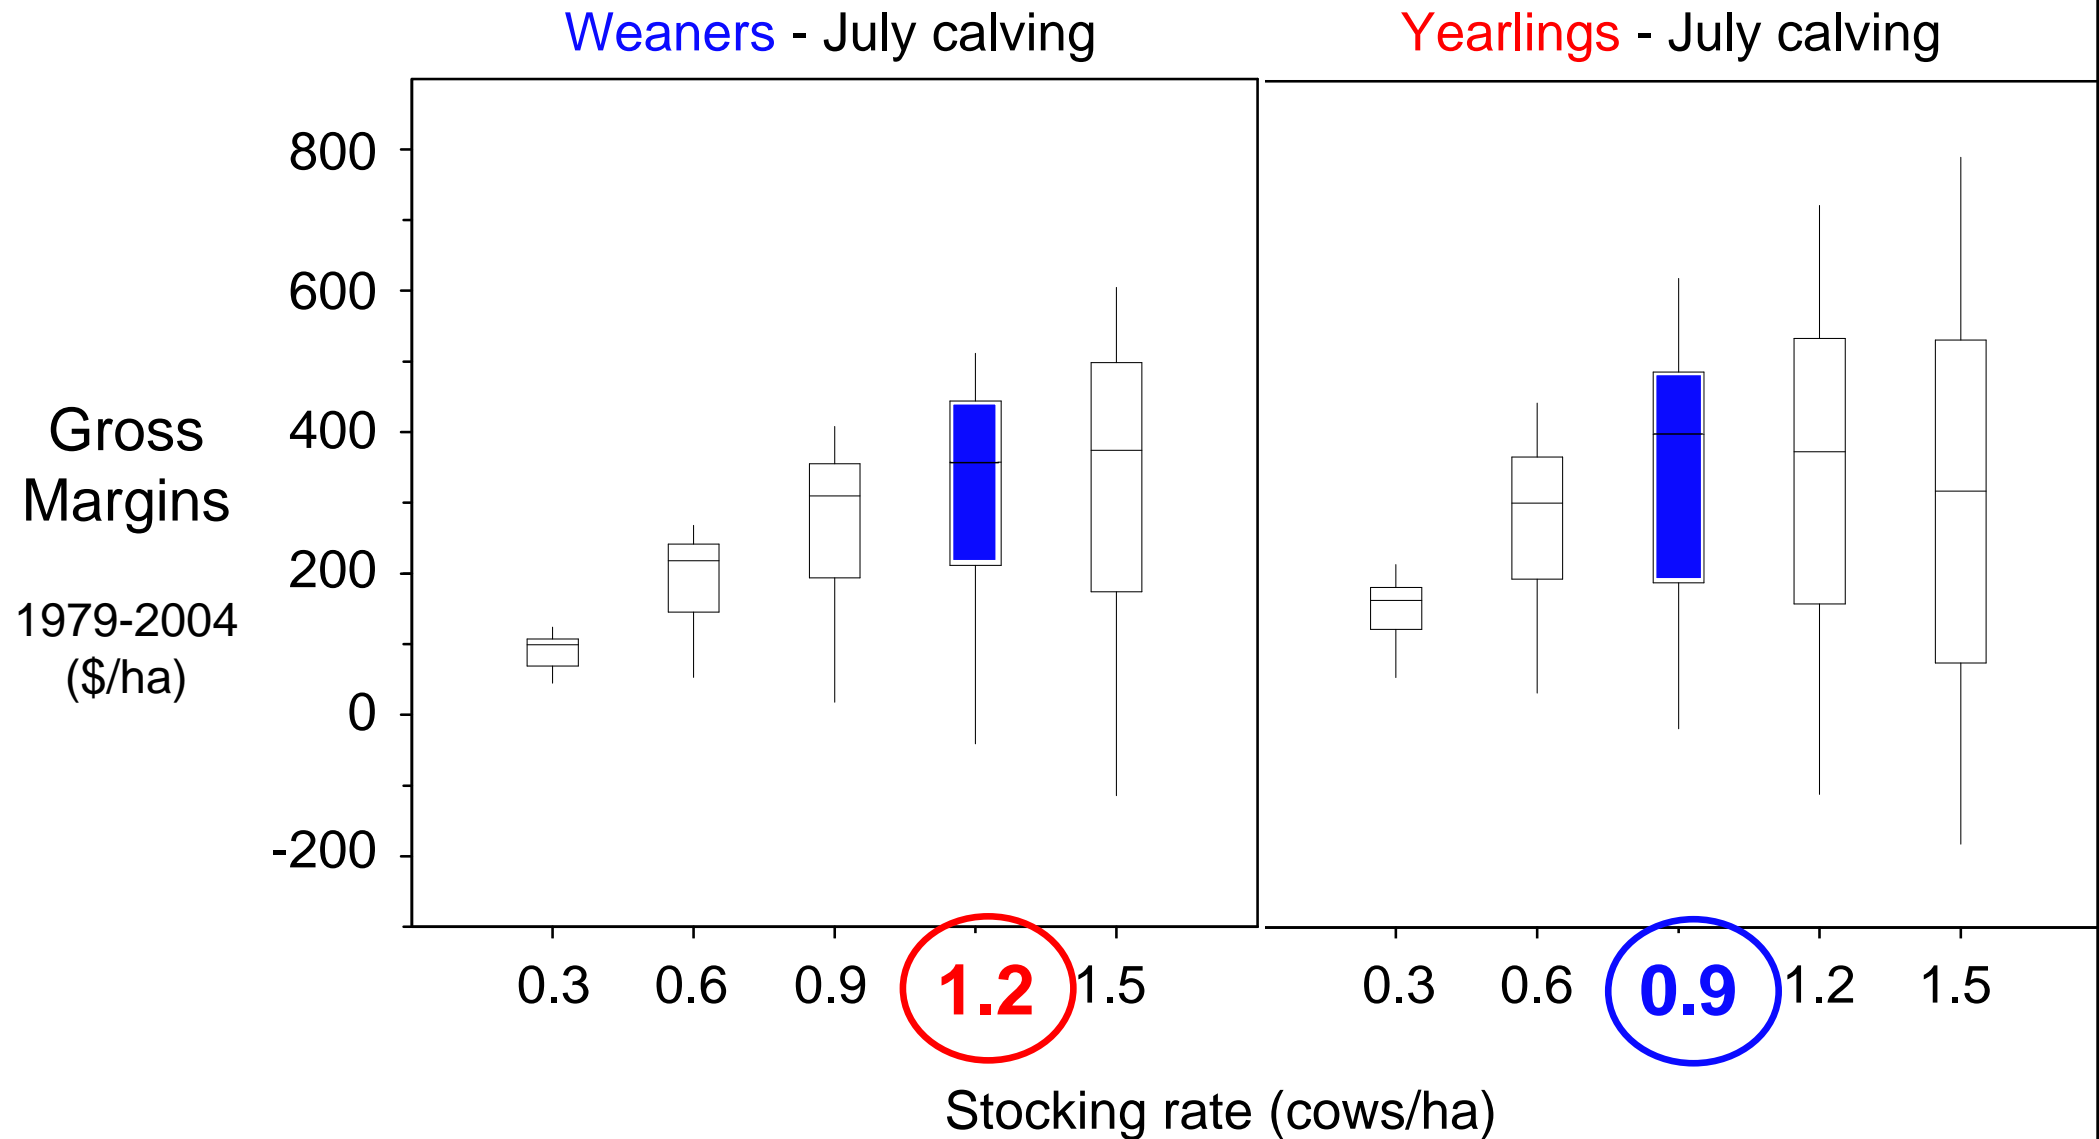 Weaners - July calving
Yearlings - July calving
Gross
Margins
1979-2004
($/ha)
800
600
400
200
0
-200
0.3 0.6 0.9 1.2 1.5
0.3 0.6 0.9 1.2 1.5
Stocking rate (cows/ha)